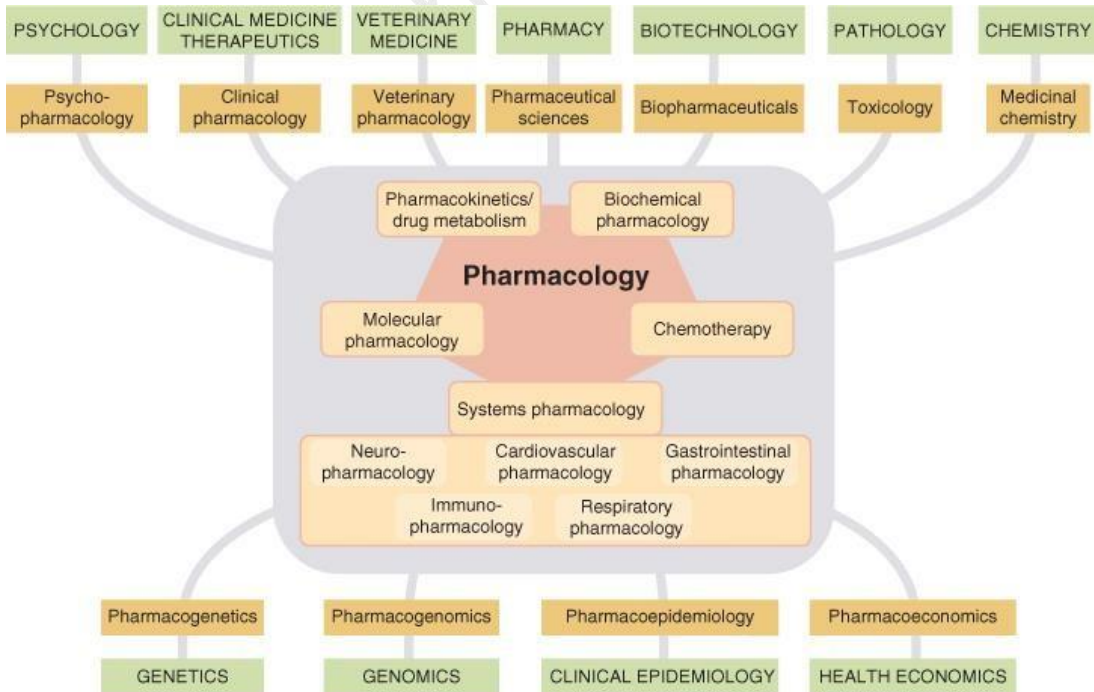 PSYCHOLOGY
CLINICAL MEDICINE
THERAPEUTICS
VETERINARY
MEDICINE
PHARMACY
BIOTECHNOLOGY
PATHOLOGY
CHEMISTRY
Psycho-
pharmacology
Clinical
pharmacology
Veterinary
pharmacology
Pharmaceutical
sciences
Biopharmaceuticals
Toxicology
Medicinal
chemistry
Pharmacokinetics/
drug metabolism
Biochemical
pharmacology
Pharmacology
Molecular
pharmacology
Chemotherapy
Systems pharmacology
Neuro-
pharmacology
Cardiovascular
pharmacology
Gastrointestinal
pharmacology
Immuno-
pharmacology
Respiratory
pharmacology
Pharmacogenetics
Pharmacogenomics
Pharmacoepidemiology
Pharmacoeconomics
GENETICS
GENOMICS
CLINICAL EPIDEMIOLOGY
HEALTH ECONOMICS